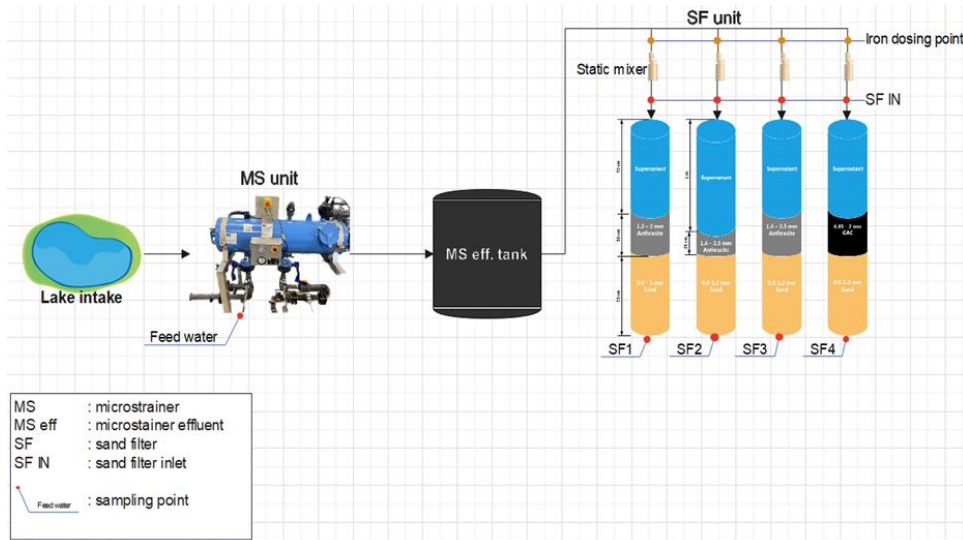 SF unit
Iron dosing point
Static mixer
SF IN
MS unit
Supernatant
Supernatant
Supernatant
Supernatant
MS eff. tank
Anthracite
Anthracite
Anthracite
GAC
Sand
Sand
Sand
Sand
Lake intake
Feed water
SF1
SF2
SF3
SF4
MS : microstrainer
MS eff : microstainer effluent
SF : sand filter
SF IN : sand filter inlet
Feed water : sampling point